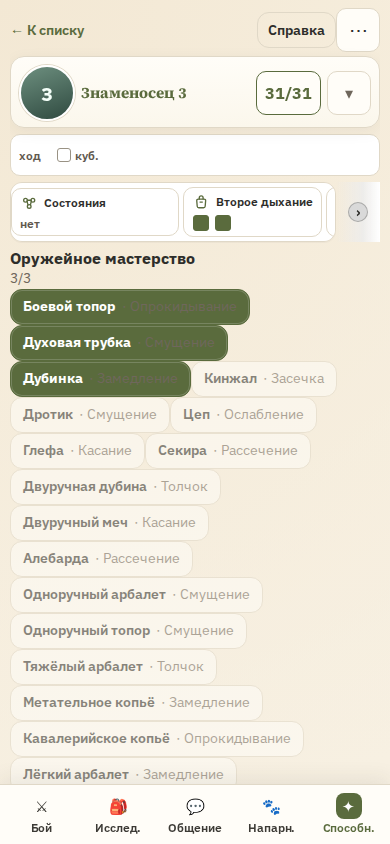 ← К списку
Справка
···
3
Знаменосец 3
31/31
▼
ход
куб.
Состояния
нет
Второе дыхание
›
Оружейное мастерство
3/3
Боевой топор · Опрокидывание
Духовая трубка · Смущение
Дубинка · Замедление
Кинжал · Засечка
Дротик · Смущение
Цеп · Ослабление
Глефа · Касание
Секира · Рассечение
Двуручная дубина · Толчок
Двуручный меч · Касание
Алебарда · Рассечение
Одноручный арбалет · Смущение
Одноручный топор · Смущение
Тяжёлый арбалет · Толчок
Метательное копьё · Замедление
Кавалерийское копьё · Опрокидывание
Лёгкий арбалет · Замедление
Бой
Исслед.
Общение
Напарн.
Способн.